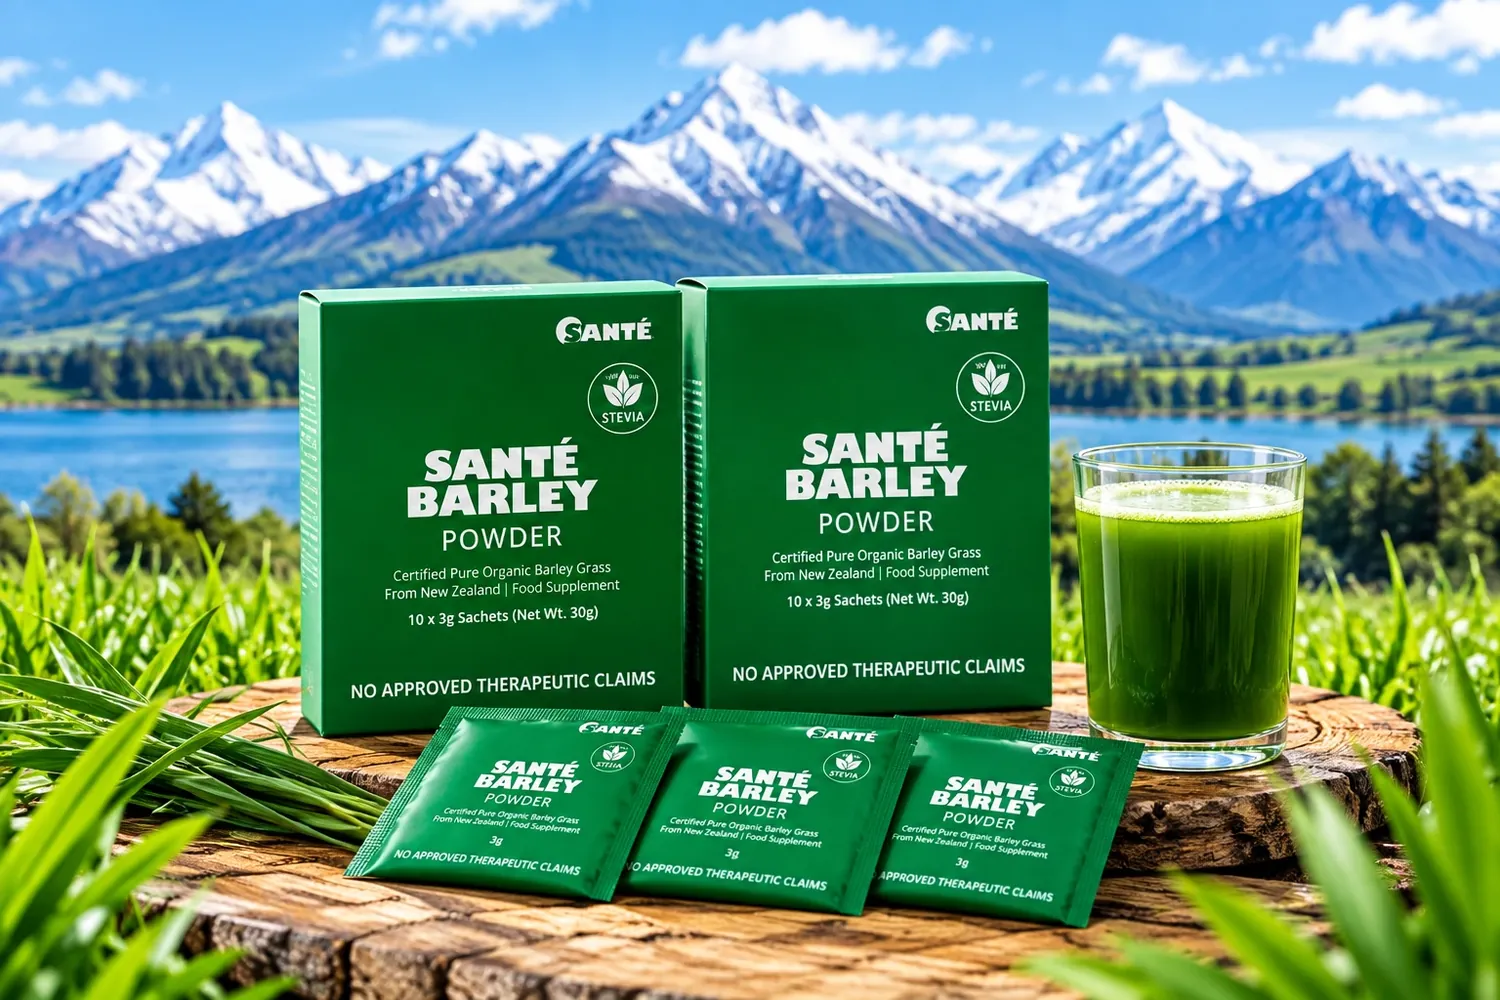 SANTÉ
STEVIA
SANTÉ
BARLEY
POWDER
Certified Pure Organic Barley Grass
From New Zealand | Food Supplement
10 x 3g Sachets (Net Wt. 30g)
NO APPROVED THERAPEUTIC CLAIMS
SANTÉ
STEVIA
SANTÉ
BARLEY
POWDER
Certified Pure Organic Barley Grass
From New Zealand | Food Supplement
10 x 3g Sachets (Net Wt. 30g)
NO APPROVED THERAPEUTIC CLAIMS
SANTÉ
STEVIA
SANTÉ
BARLEY
POWDER
Certified Pure Organic Barley Grass
From New Zealand | Food Supplement
3g
NO APPROVED THERAPEUTIC CLAIMS
SANTÉ
STEVIA
SANTÉ
BARLEY
POWDER
Certified Pure Organic Barley Grass
From New Zealand | Food Supplement
3g
NO APPROVED THERAPEUTIC CLAIMS
SANTÉ
STEVIA
SANTÉ
BARLEY
POWDER
Certified Pure Organic Barley Grass
From New Zealand | Food Supplement
3g
APPROVED THERAPEUTIC CLAIMS